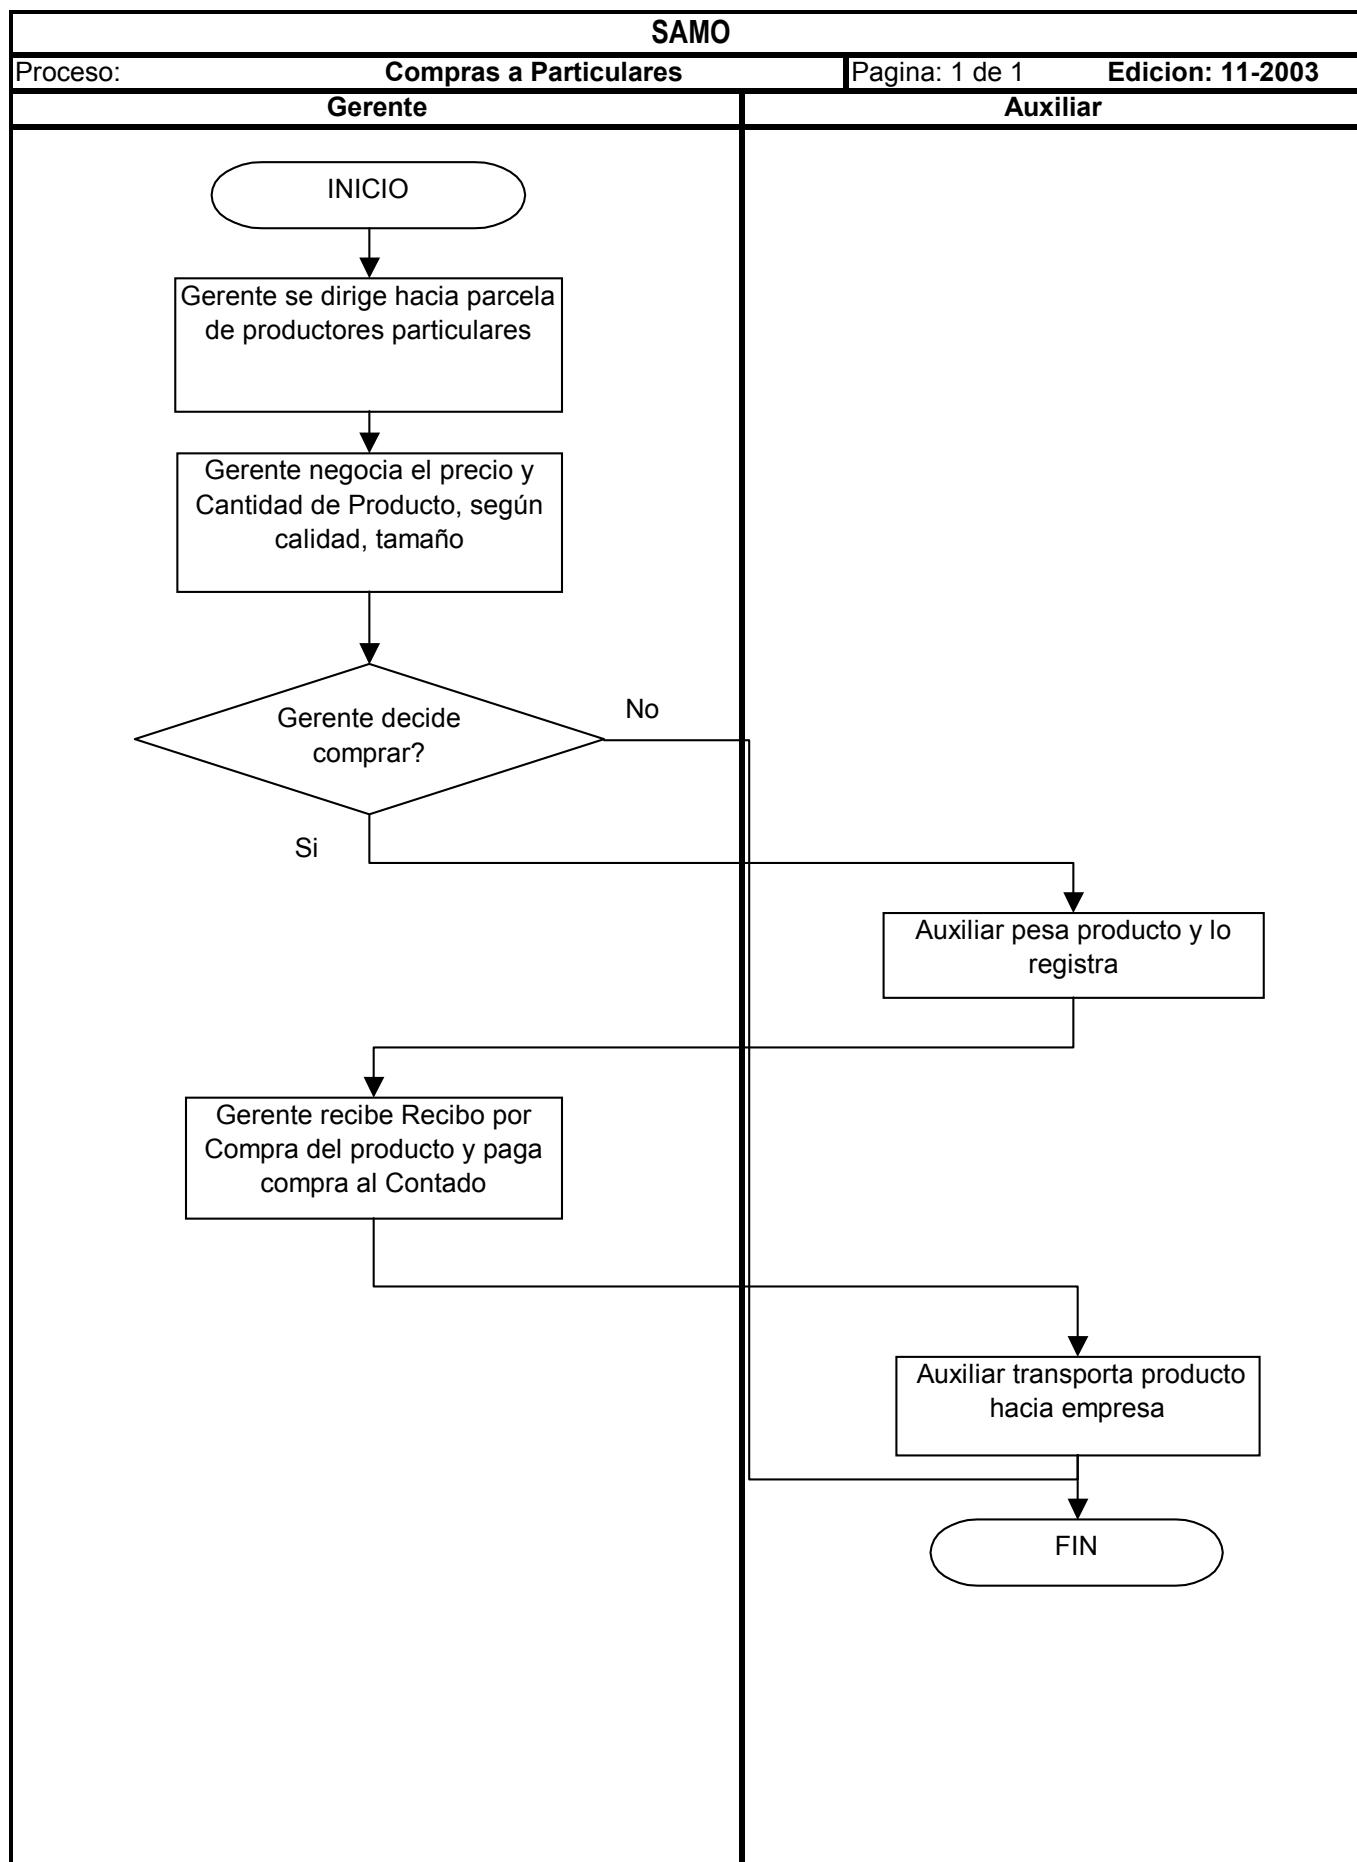 SAMO
Proceso: Compras a Particulares Pagina: 1 de 1 Edicion: 11-2003
Gerente Auxiliar
INICIO
Gerente se dirige hacia parcela
de productores particulares
Gerente negocia el precio y
Cantidad de Producto, según
calidad, tamaño
Gerente decide
comprar?
No
Si
Auxiliar pesa producto y lo
registra
Gerente recibe Recibo por
Compra del producto y paga
compra al Contado
Auxiliar transporta producto
hacia empresa
FIN